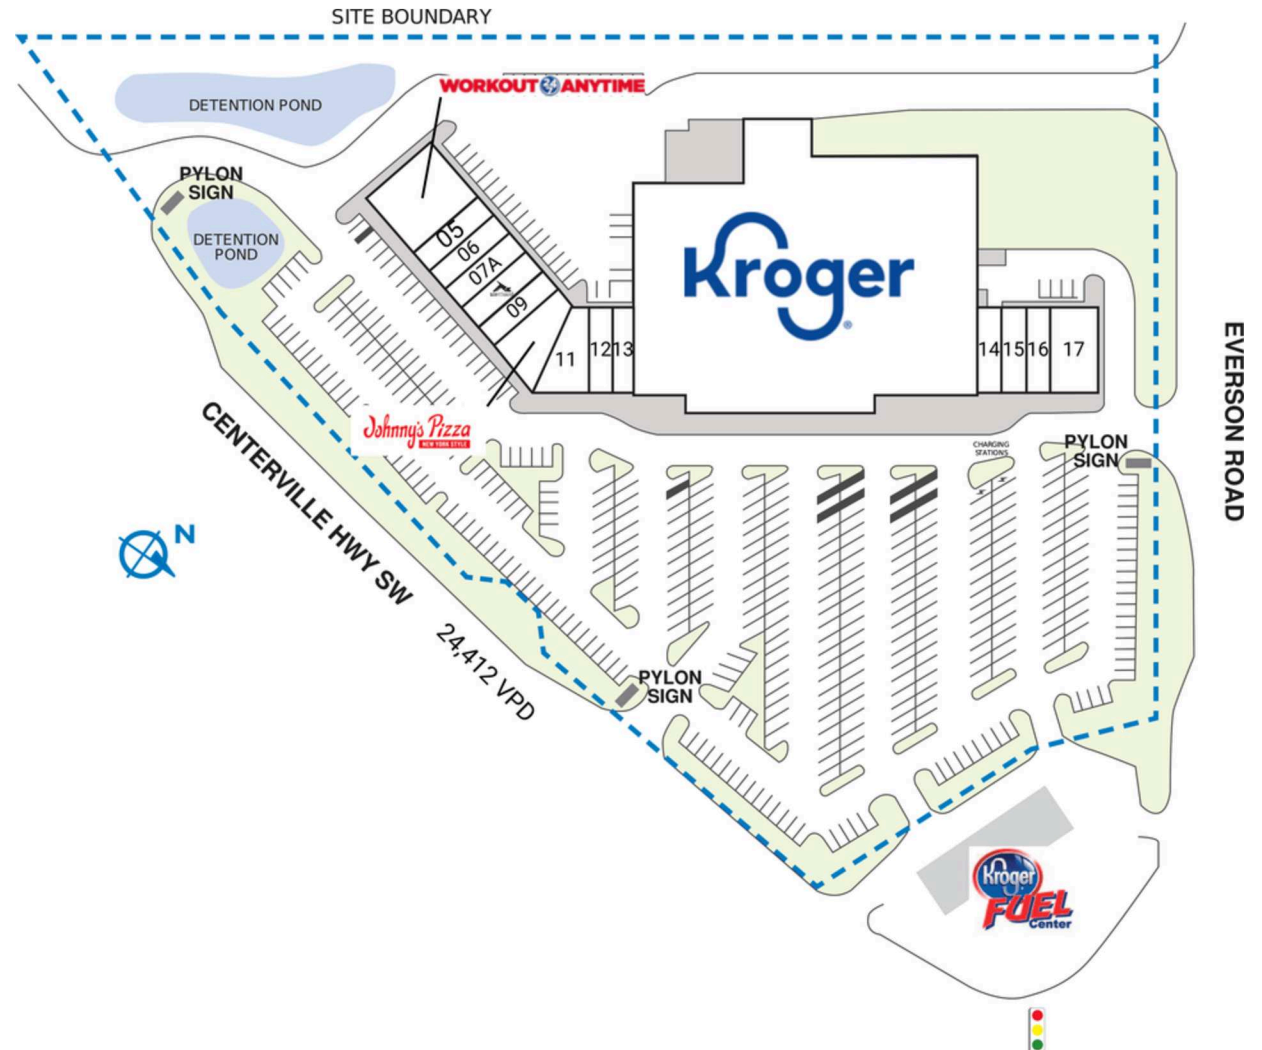 SITE BOUNDARY
WORKOUT 24 ANYTIME
DETENTION POND
PYLON
SIGN
DETENTION
POND
05
06
07A
09
11
12
13
Kroger
®
14
15
16
17
Johnny's Pizza
NEW YORK STYLE
CHARGING
STATIONS
PYLON
SIGN
EVERSON ROAD
CENTERVILLE HWY SW
24,412 VPD
N
PYLON
SIGN
Kroger
FUEL
Center